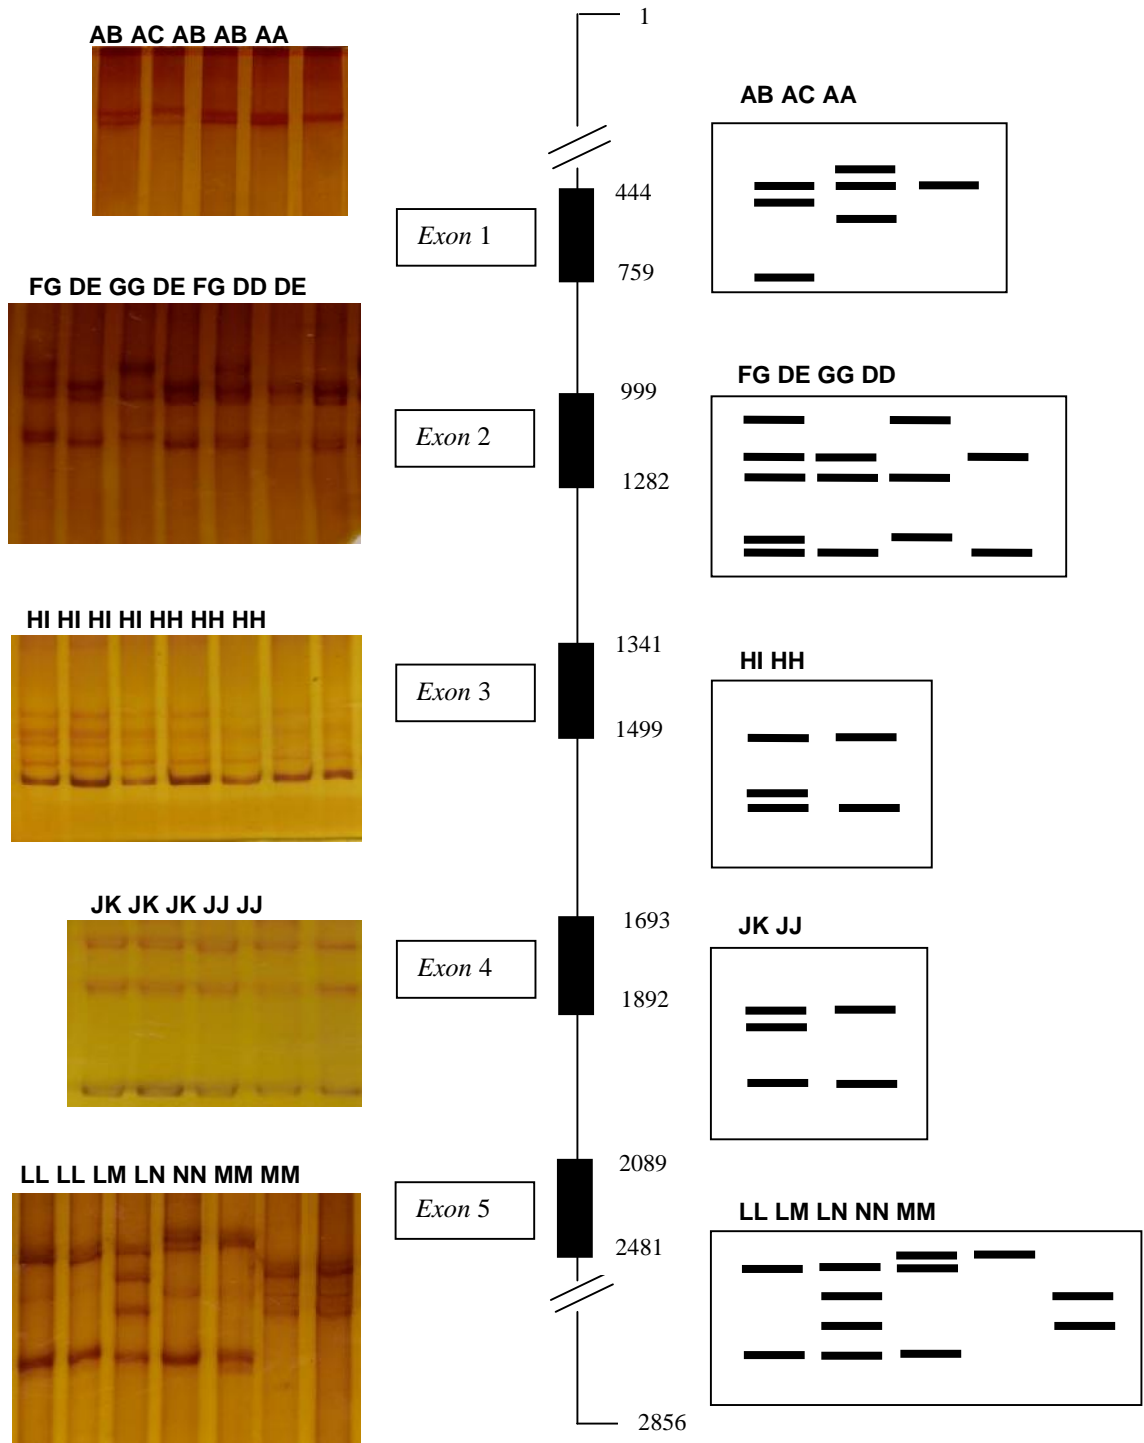 1
AB AC AB AB AA
AB AC AA
444
Exon 1
759
FG DE GG DE FG DD DE
FG DE GG DD
999
Exon 2
1282
HI HI HI HI HH HH HH
1341
HI HH
Exon 3
1499
JK JK JK JJ JJ
1693
JK JJ
Exon 4
1892
LL LL LM LN NN MM MM
2089
Exon 5
LL LM LN NN MM
2481
2856